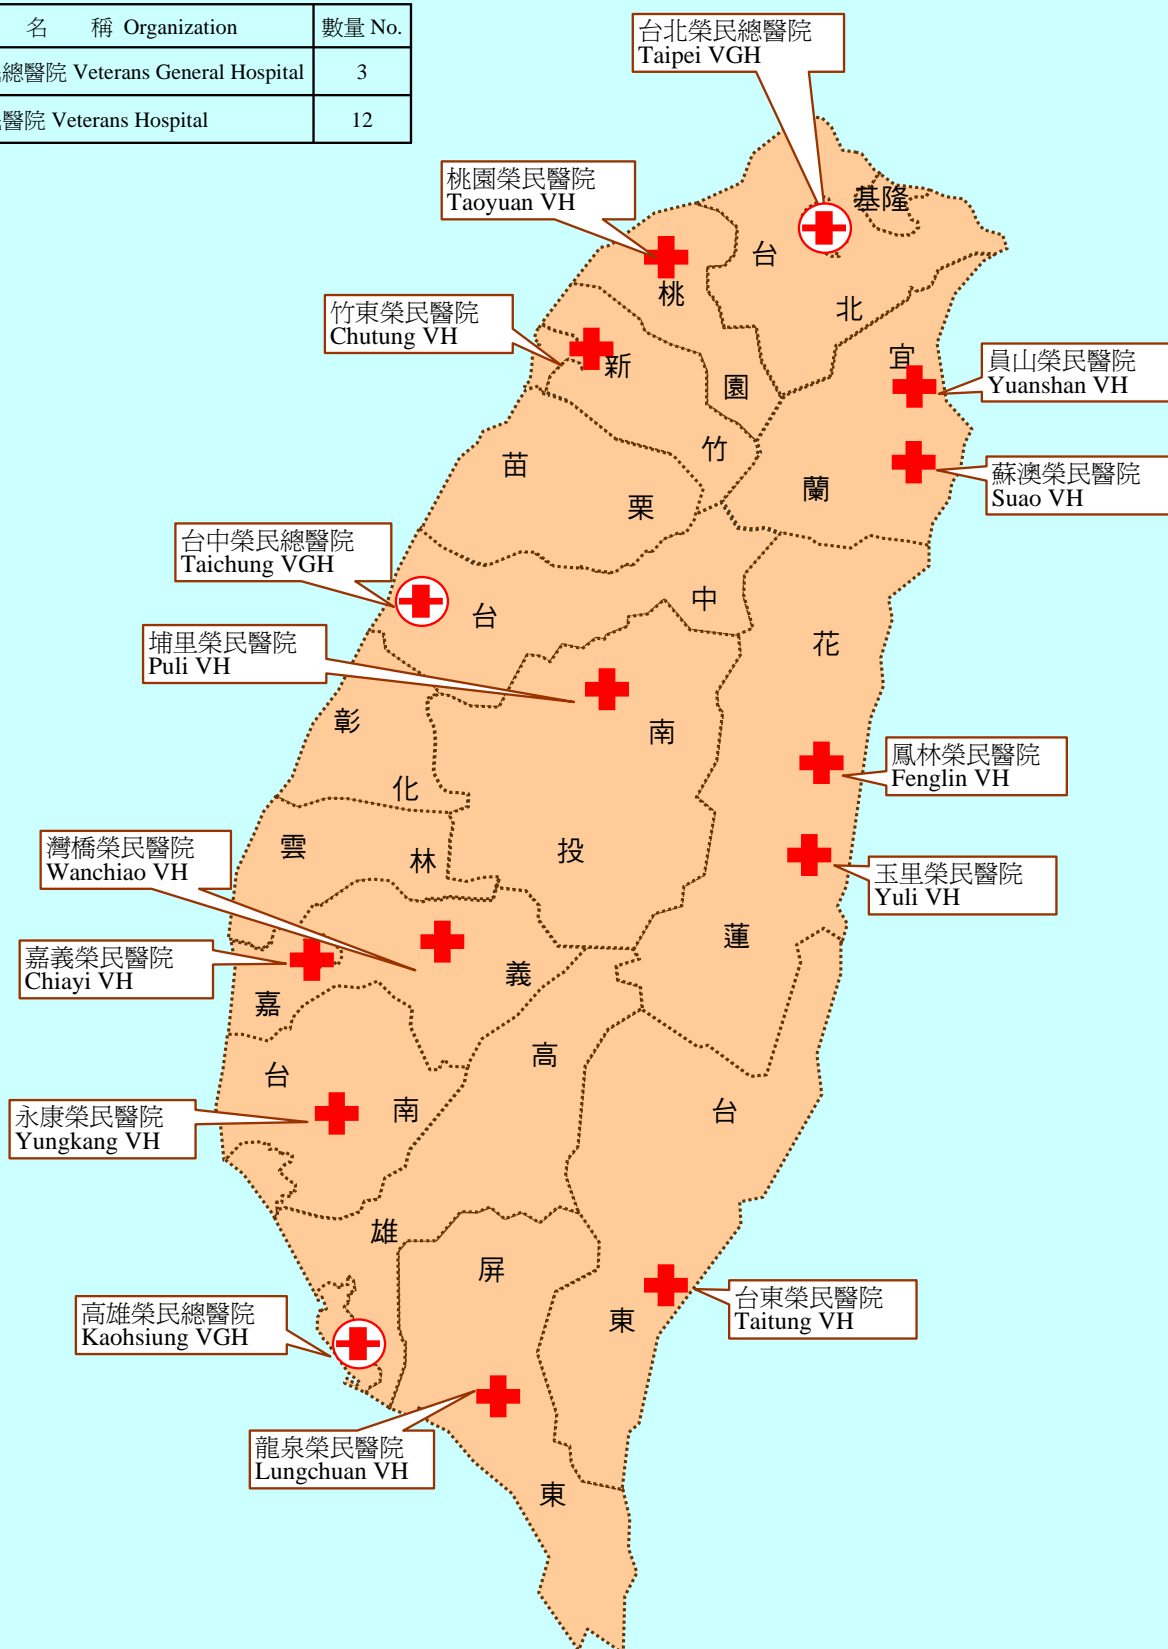 名 稱 Organization 數量 No.
總醫院 Veterans General Hospital 3
醫院 Veterans Hospital 12
台北榮民總醫院
Taipei VGH
桃園榮民醫院
Taoyuan VH
基隆
台
北
桃
園
竹東榮民醫院
Chutung VH
新
竹
宜
蘭
員山榮民醫院
Yuanshan VH
蘇澳榮民醫院
Suao VH
苗
栗
台中榮民總醫院
Taichung VGH
台
中
花
蓮
埔里榮民醫院
Puli VH
南
投
彰
化
鳳林榮民醫院
Fenglin VH
雲
林
灣橋榮民醫院
Wanchiao VH
玉里榮民醫院
Yuli VH
嘉義榮民醫院
Chiayi VH
嘉
義
台
南
高
雄
台
東
永康榮民醫院
Yungkang VH
屏
東
台東榮民醫院
Taitung VH
高雄榮民總醫院
Kaohsiung VGH
龍泉榮民醫院
Lungchuan VH